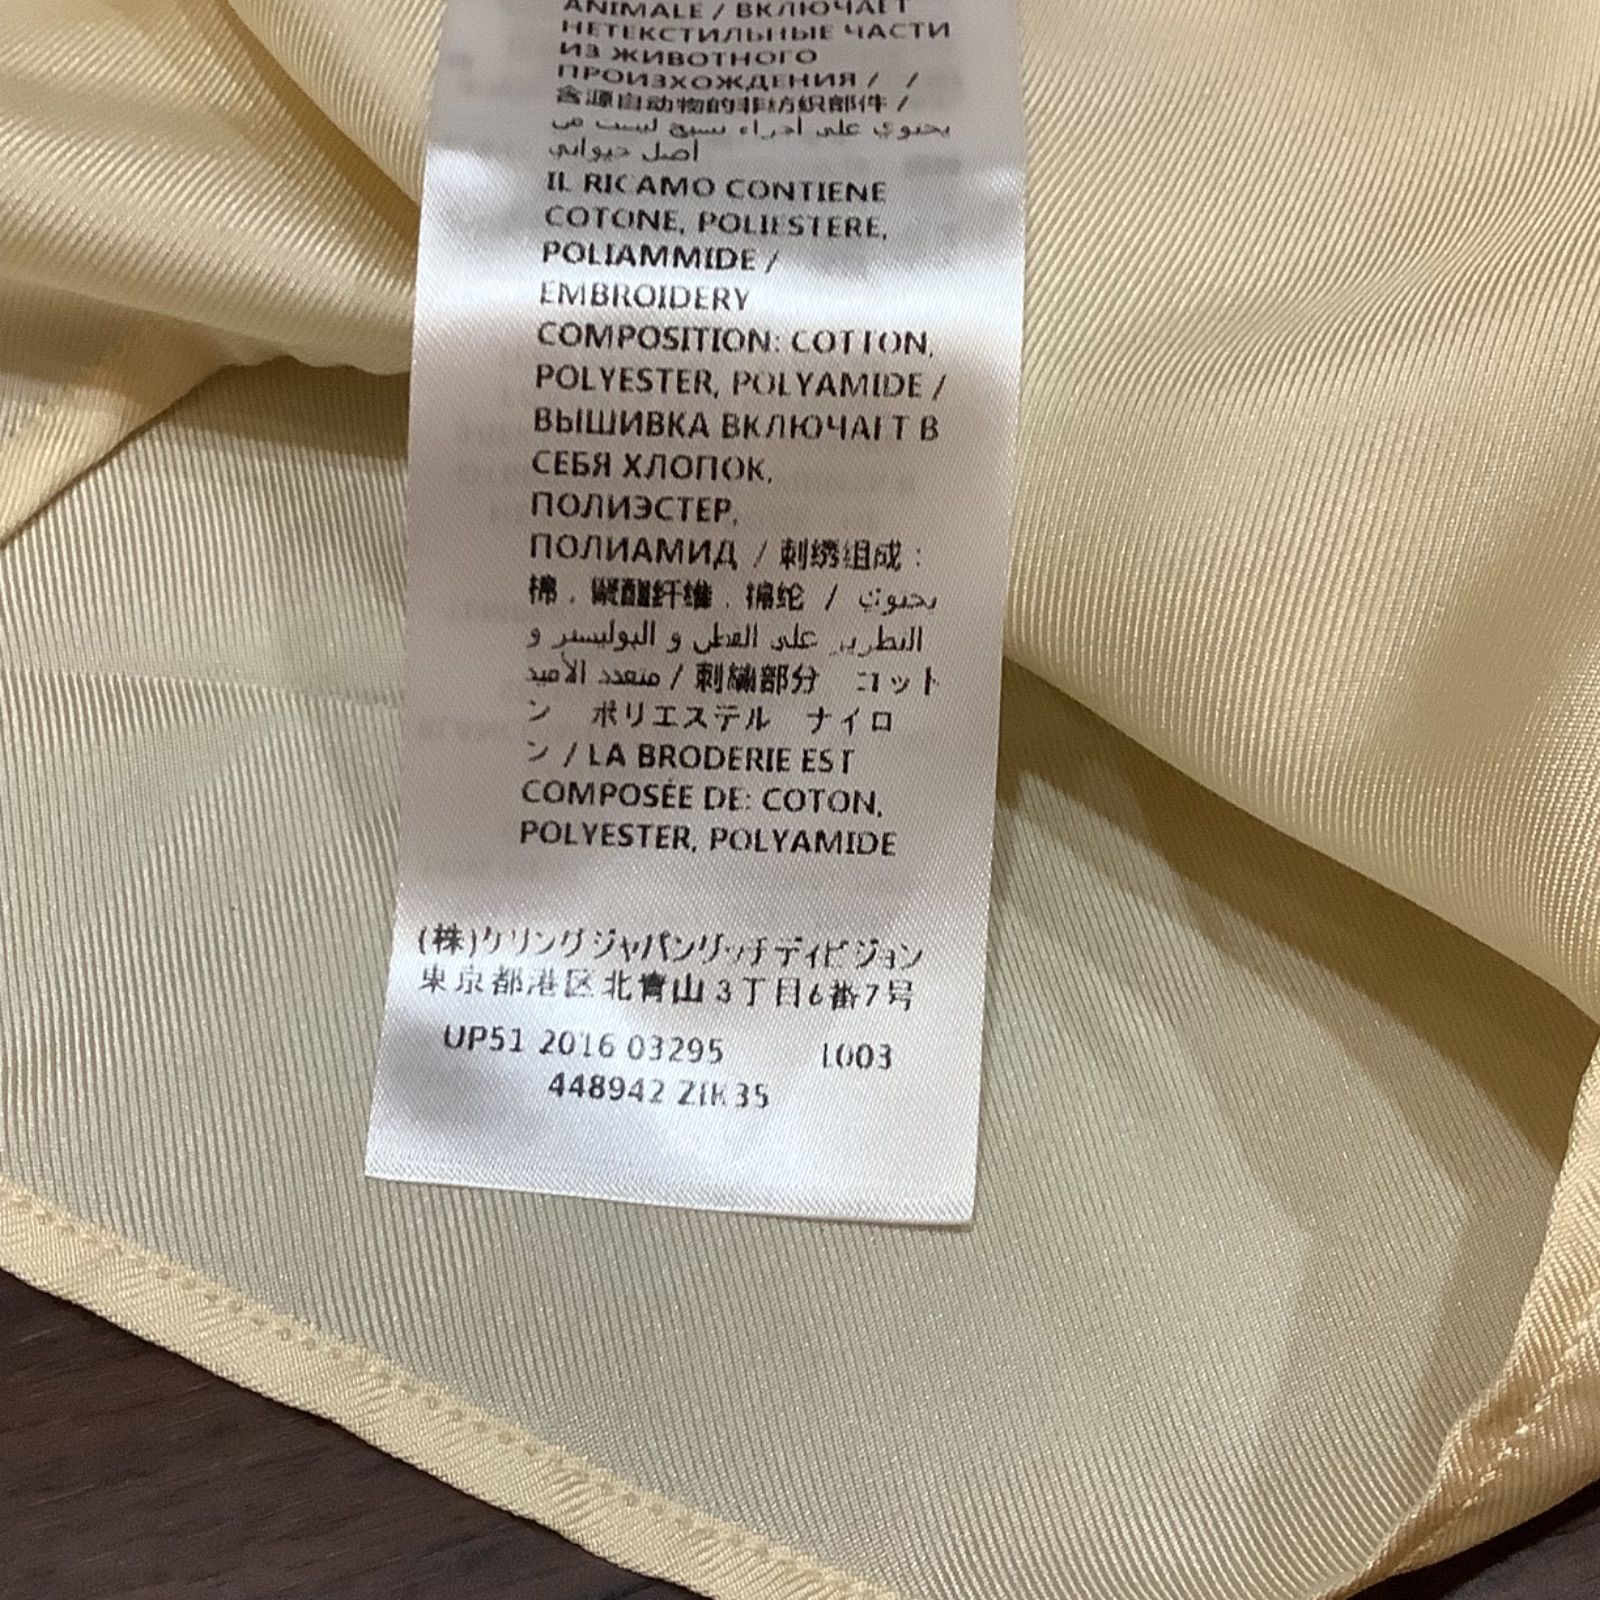 ANIMALE / ВКЛЮЧАЕТ
НЕТЕКСТИЛЬНЫЕ ЧАСТИ
ИЗ ЖИВОТНОГО
ПРОИЗХОЖДЕНИЯ / /
含源自动物的非纺织部件 /
يحتوي على أجزاء نسيج ليست من
أصل حيواني
IL RICAMO CONTIENE
COTONE, POLIESTERE,
POLIAMMIDE /
EMBROIDERY
COMPOSITION: COTTON,
POLYESTER, POLYAMIDE /
ВЫШИВКА ВКЛЮЧАЕТ В
СЕБЯ ХЛОПОК,
ПОЛИЭСТЕР,
ПОЛИАМИД / 刺绣组成 :
棉 , 聚酯纤维 , 锦纶 / يحتوي
التطريز على القطن و البوليستر و
متعدد الأميد / 刺繍部分 コット
ン ポリエステル ナイロ
ン / LA BRODERIE EST
COMPOSÉE DE: COTON,
POLYESTER, POLYAMIDE
(株)ケリングジャパングッチディビジョン
東京都港区北青山3丁目6番7号
UP51 2016 03295 1003
448942 ZIK35